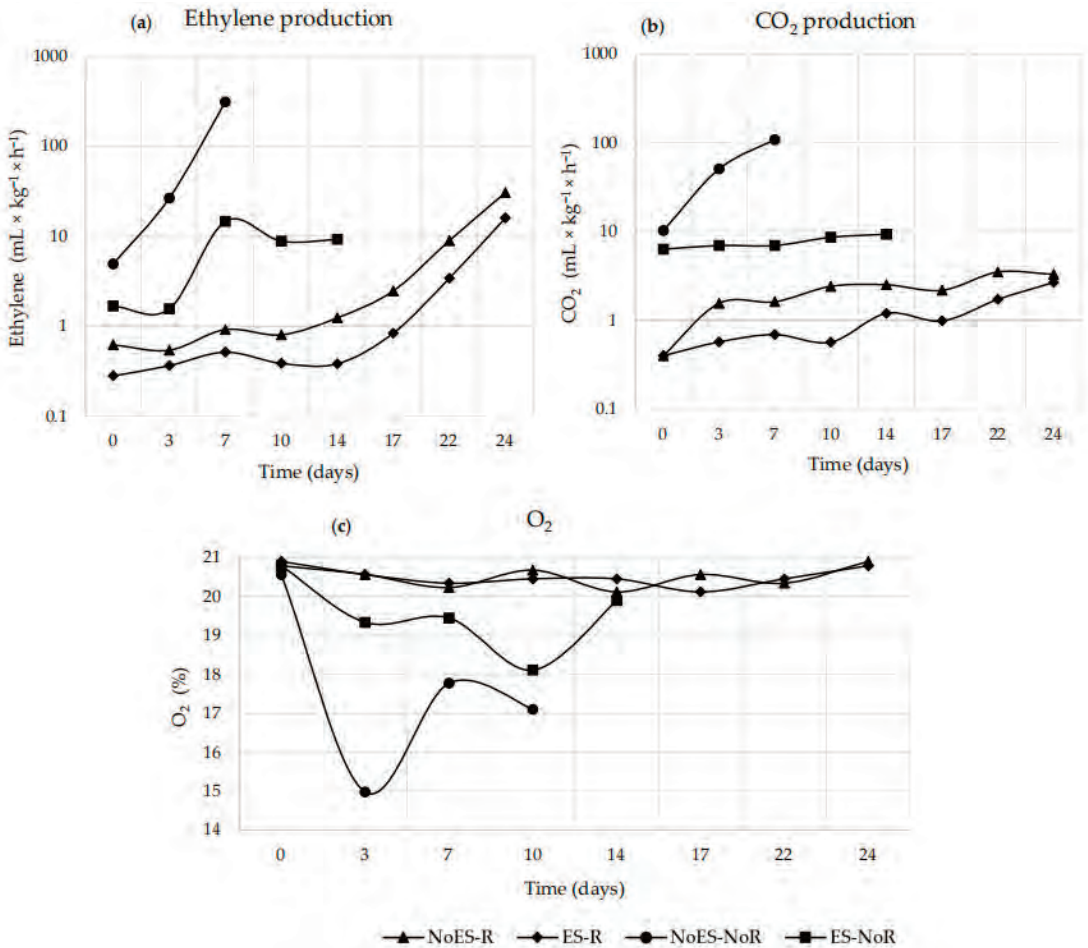 (a) Ethylene production
Ethylene (mL × kg⁻¹ × h⁻¹)
1000
100
10
1
0.1
0 3 7 10 14 17 22 24
Time (days)
(b) CO₂ production
CO₂ (mL × kg⁻¹ × h⁻¹)
1000
100
10
1
0.1
0 3 7 10 14 17 22 24
Time (days)
(c) O₂
O₂ (%)
21
20
19
18
17
16
15
14
0 3 7 10 14 17 22 24
Time (days)
NoES-R ES-R NoES-NoR ES-NoR